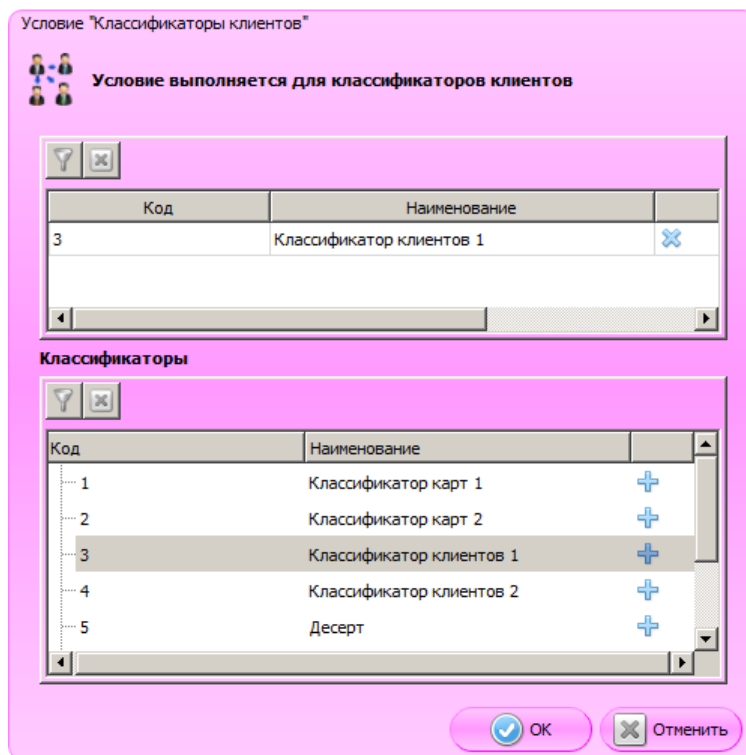 Условие "Классификаторы клиентов"
Условие выполняется для классификаторов клиентов
Код Наименование
3 Классификатор клиентов 1
Классификаторы
Код Наименование
1 Классификатор карт 1
2 Классификатор карт 2
3 Классификатор клиентов 1
4 Классификатор клиентов 2
5 Десерт
ОК Отменить